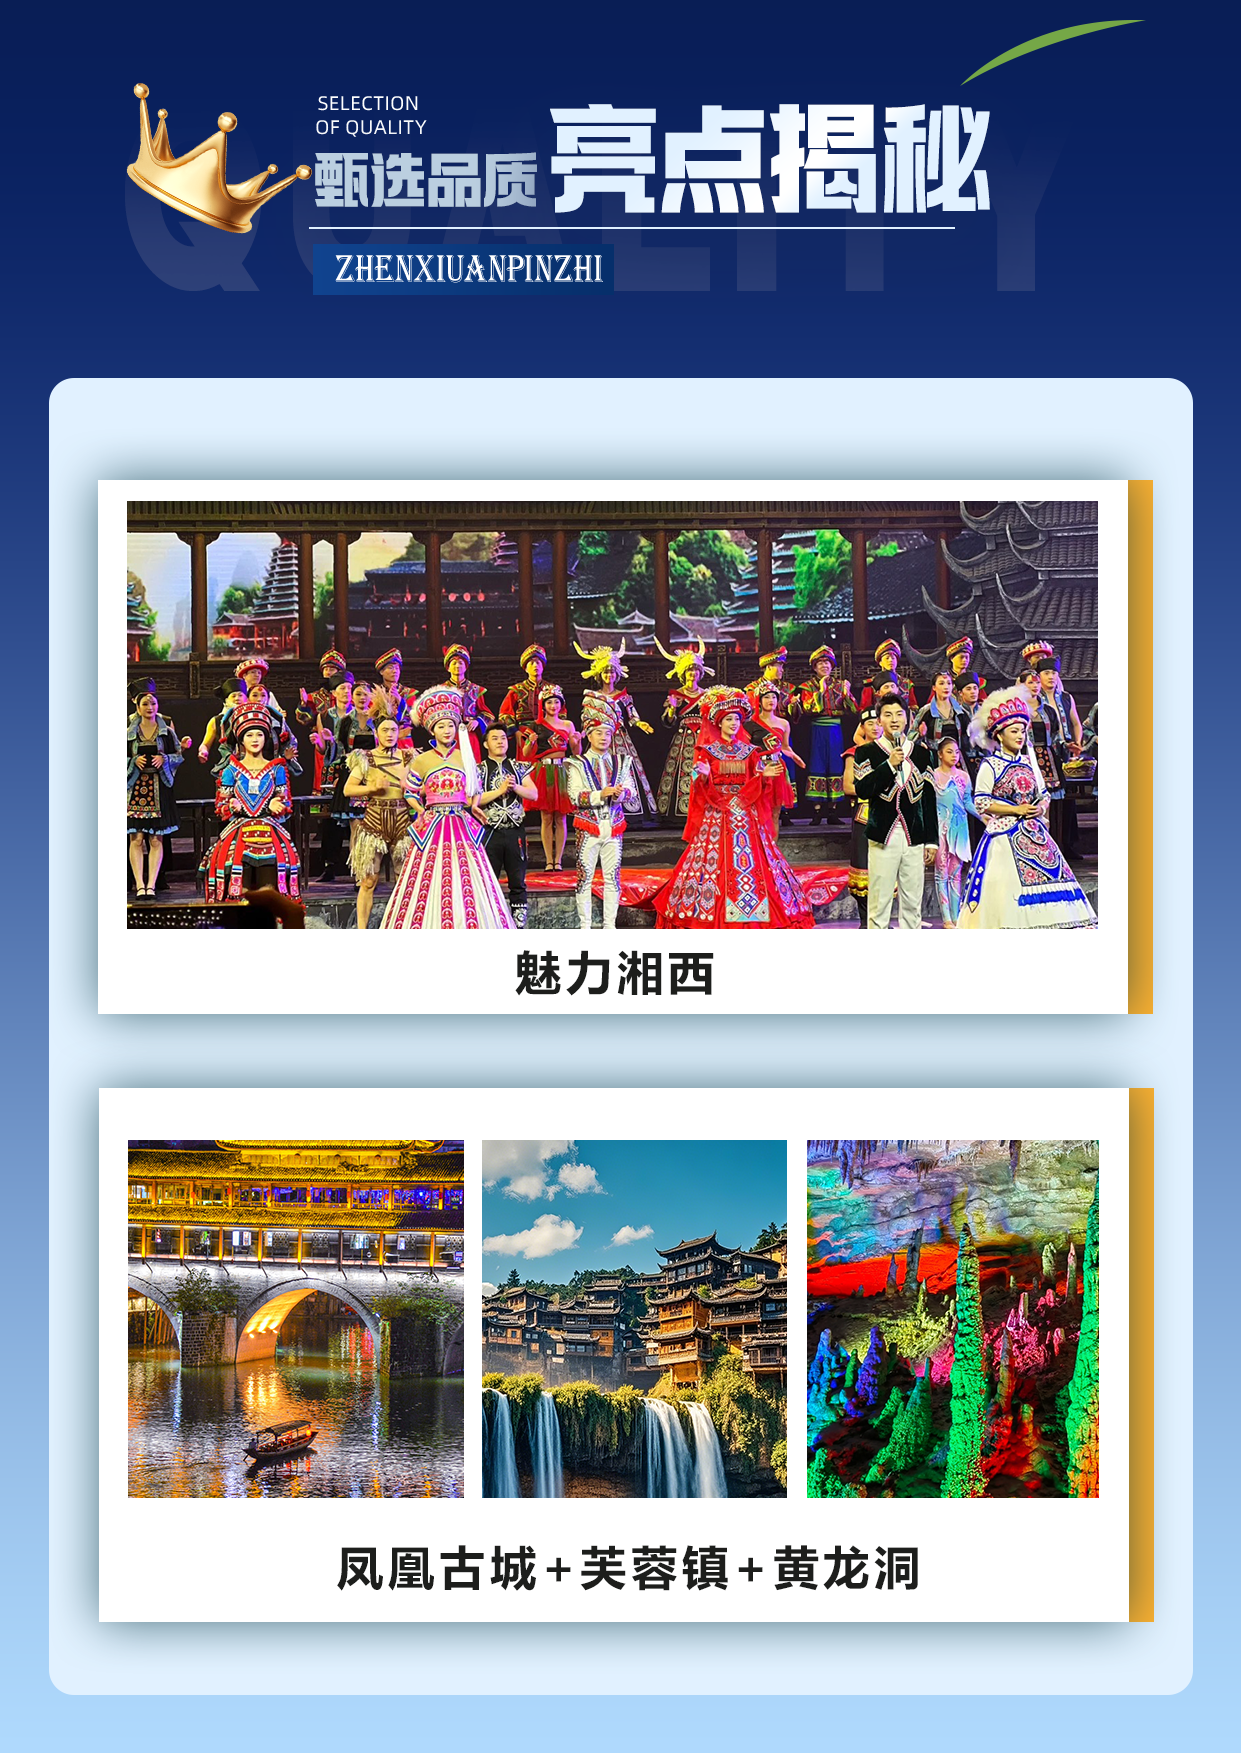 SELECTION
OF QUALITY
甄选品质 亮点揭秘
QUALITY
ZHENXIUANPINZHI
魅力湘西
凤凰古城+芙蓉镇+黄龙洞